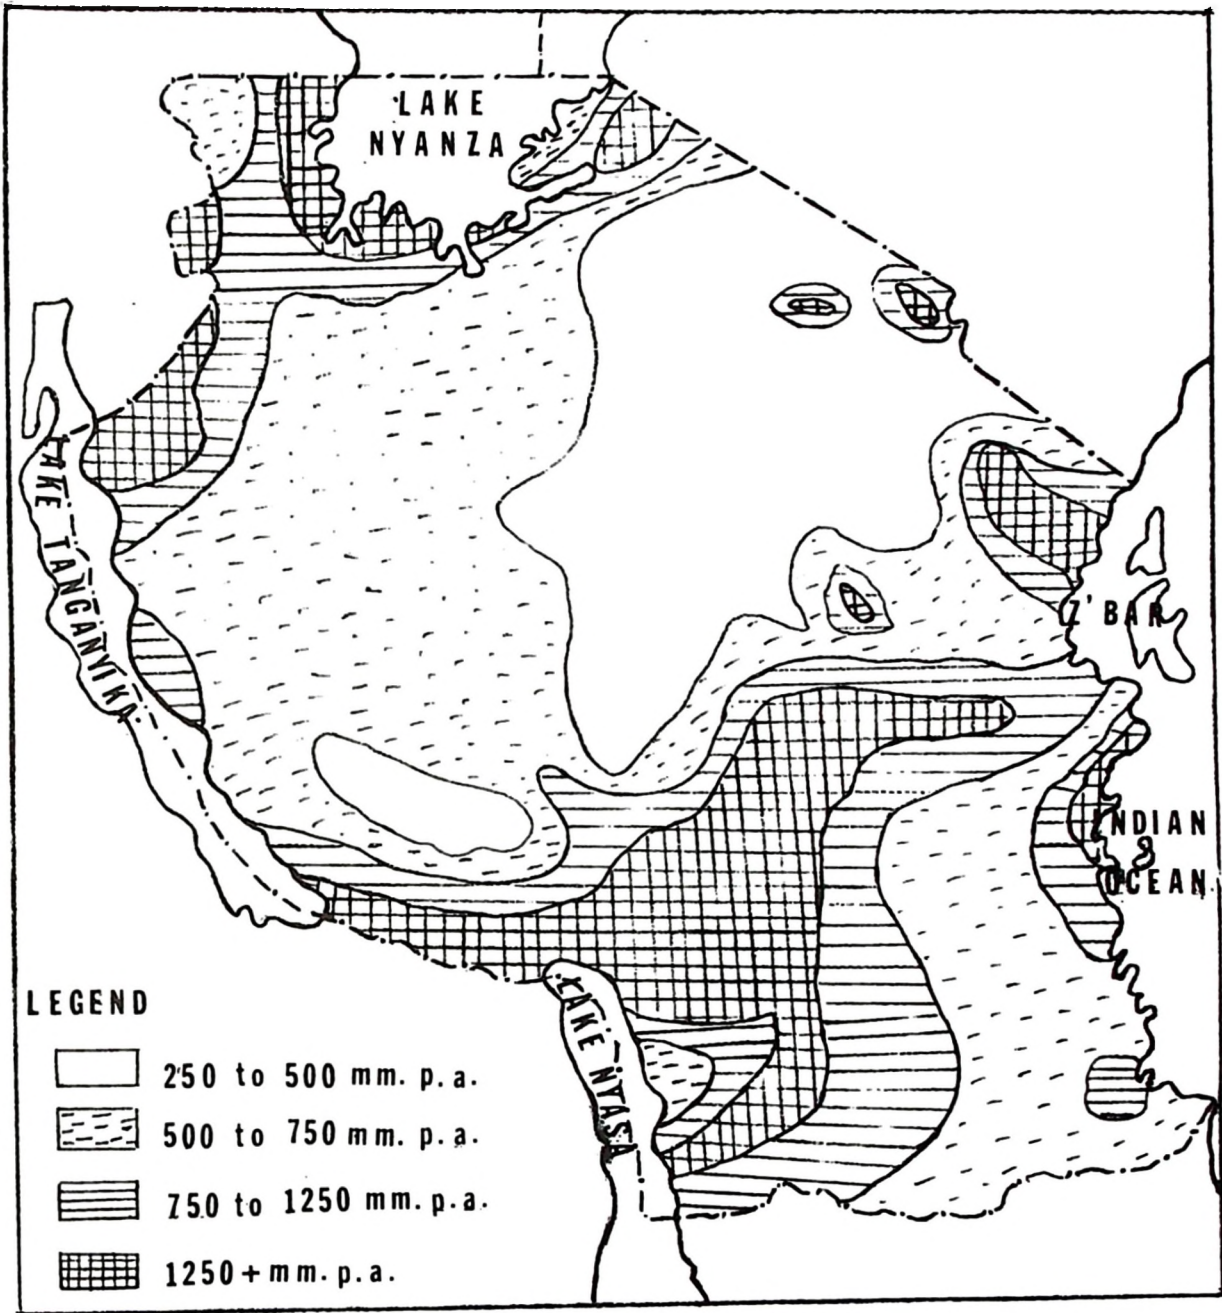 LAKE
NYANZA
LAKE TANGANYIKA
Z'BAR
INDIAN
OCEAN
LAKE NYASA
LEGEND
250 to 500 mm. p.a.
500 to 750 mm. p.a.
750 to 1250 mm. p.a.
1250+ mm. p.a.